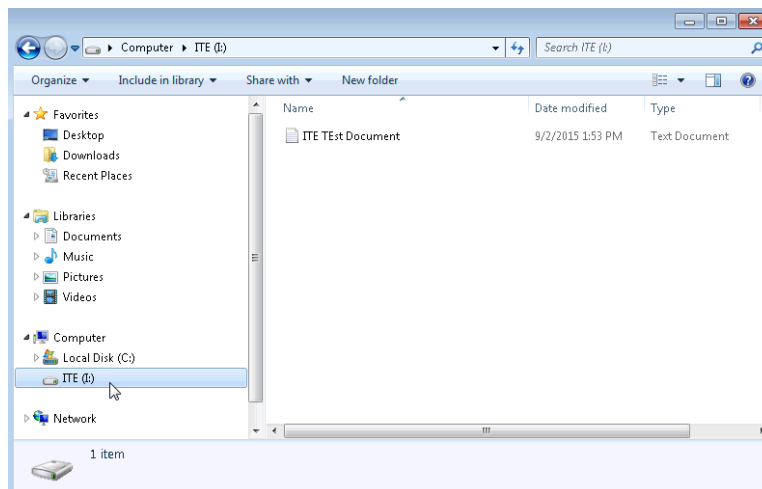 Computer ▸ ITE (I:)
Search ITE (I:)
Organize Include in library Share with New folder
Name Date modified Type
Favorites
Desktop
Downloads
Recent Places
Libraries
Documents
Music
Pictures
Videos
Computer
Local Disk (C:)
ITE (I:)
Network
ITE TEst Document 9/2/2015 1:53 PM Text Document
1 item